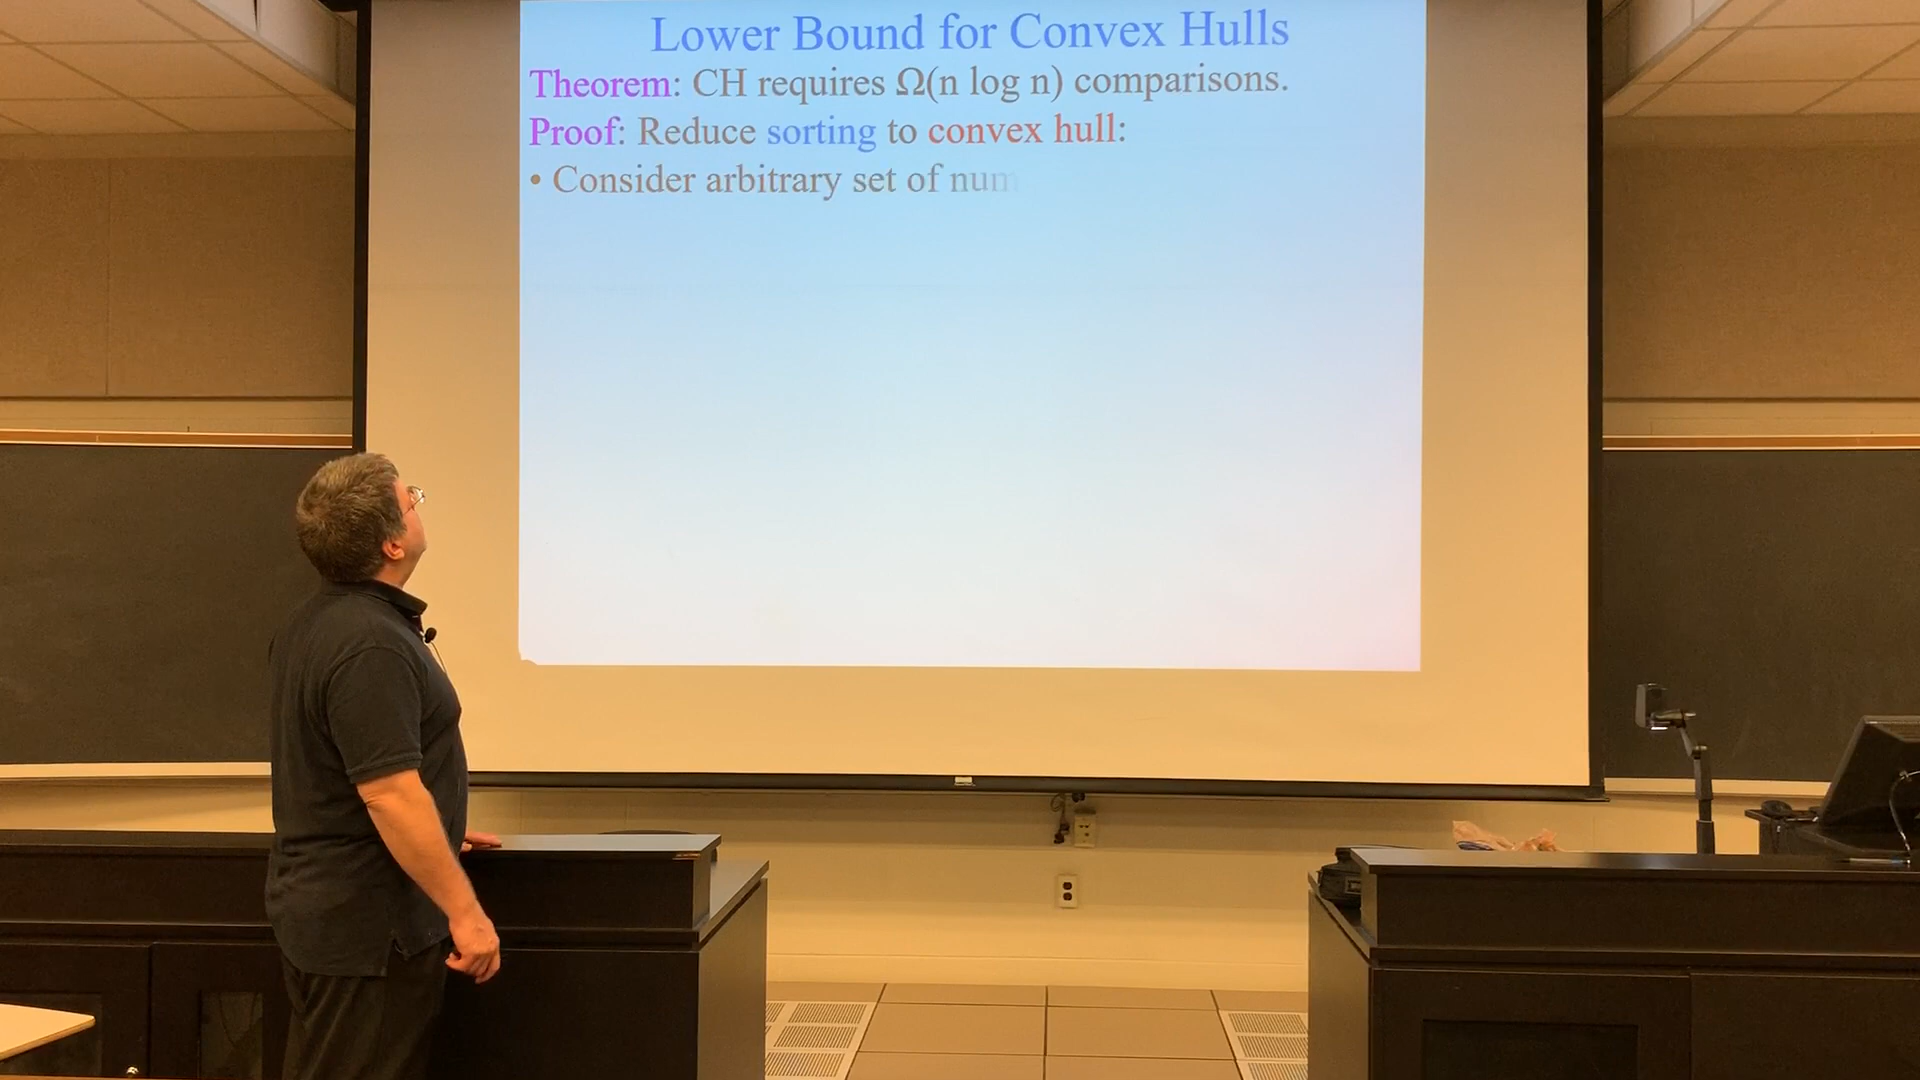 Lower Bound for Convex Hulls
Theorem: CH requires Ω(n log n) comparisons.
Proof: Reduce sorting to convex hull:
• Consider arbitrary set of num